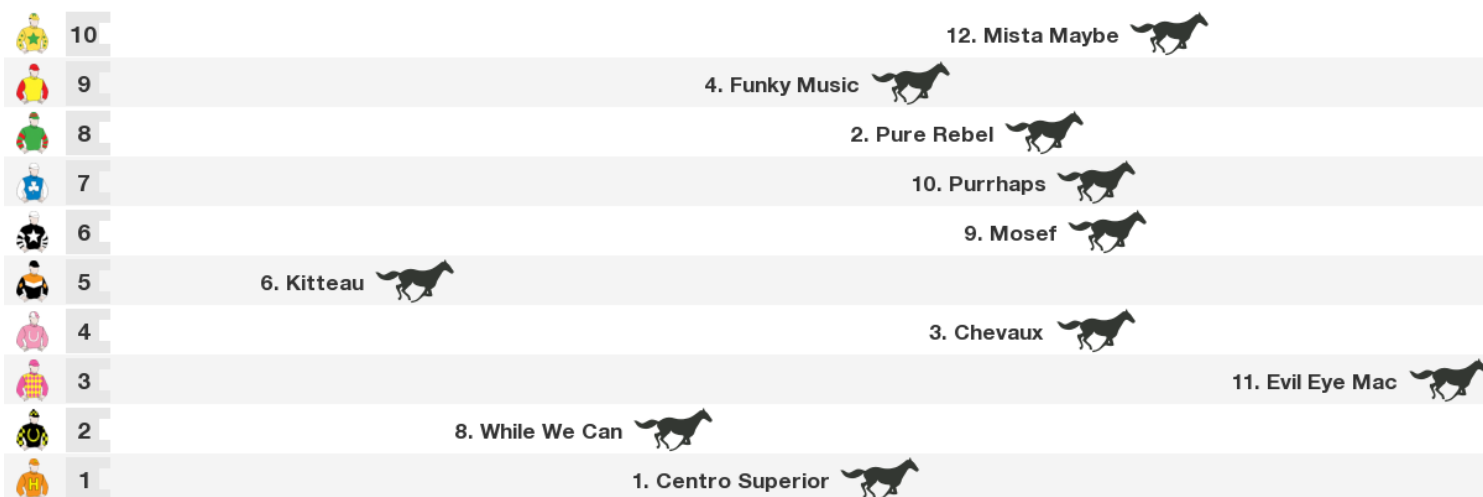 10 12. Mista Maybe
9 4. Funky Music
8 2. Pure Rebel
7 10. Purrhaps
6 9. Mosef
5 6. Kitteau
4 3. Chevaux
3 11. Evil Eye Mac
2 8. While We Can
1 1. Centro Superior
H